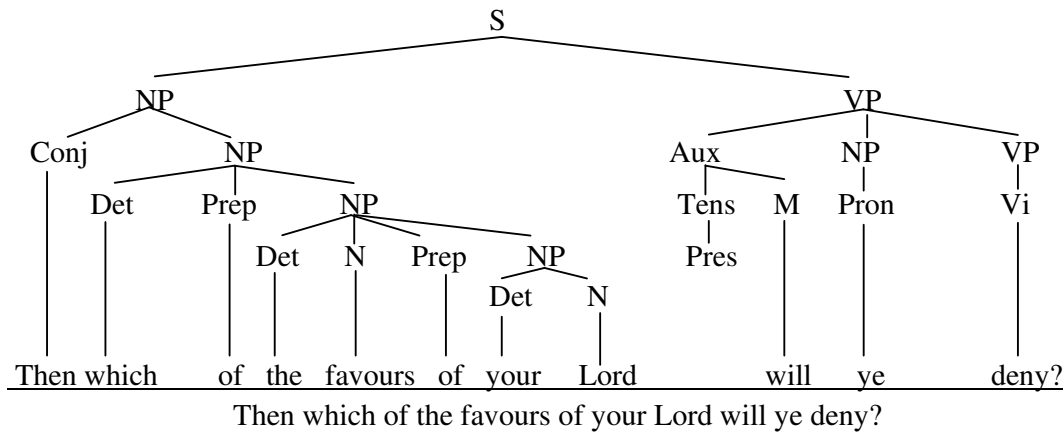 S
NP VP
Conj NP Aux NP VP
Det Prep NP Tens M Pron Vi
Det N Prep NP Pres
Det N
Then which of the favours of your Lord will ye deny?
Then which of the favours of your Lord will ye deny?